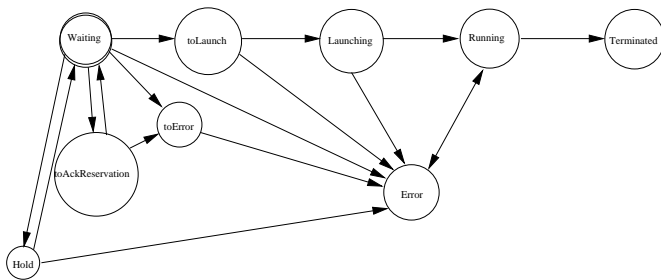 Waiting
toLaunch
Launching
Running
Terminated
toError
toAckReservation
Error
Hold